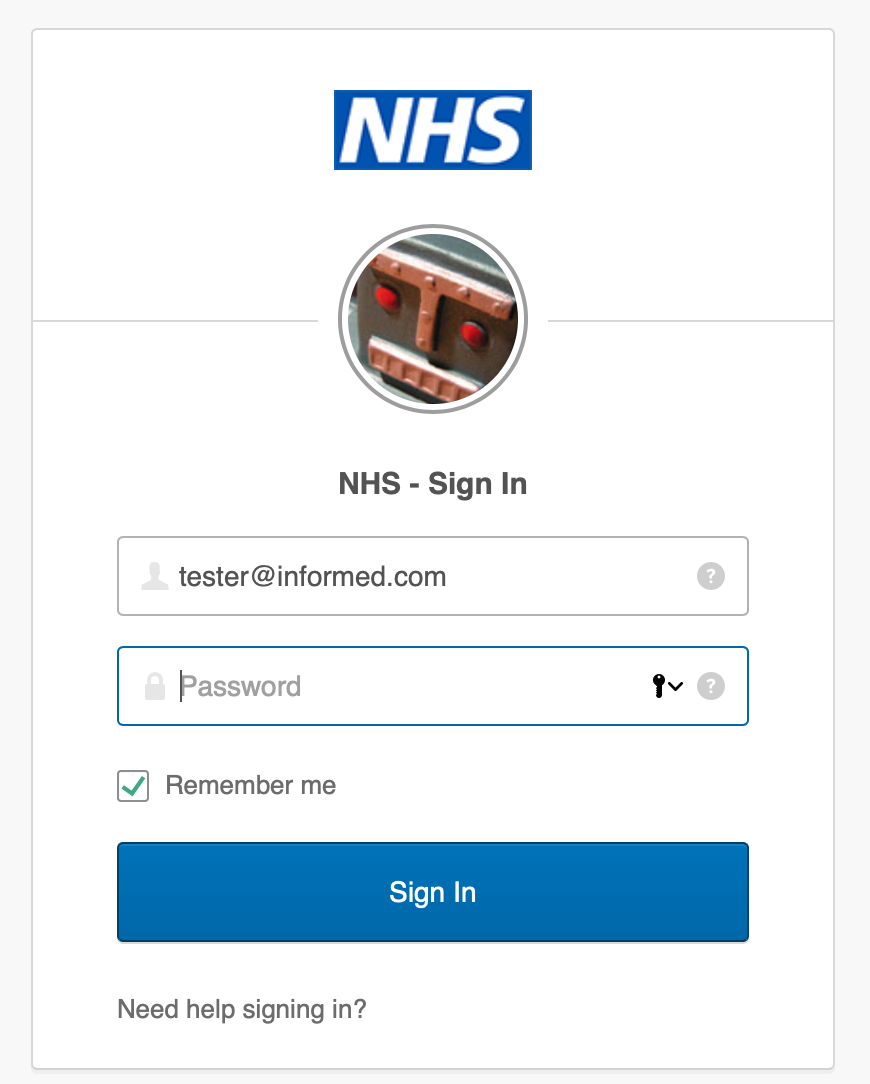 NHS
NHS - Sign In
tester@informed.com
?
Password
?
Remember me
Sign In
Need help signing in?